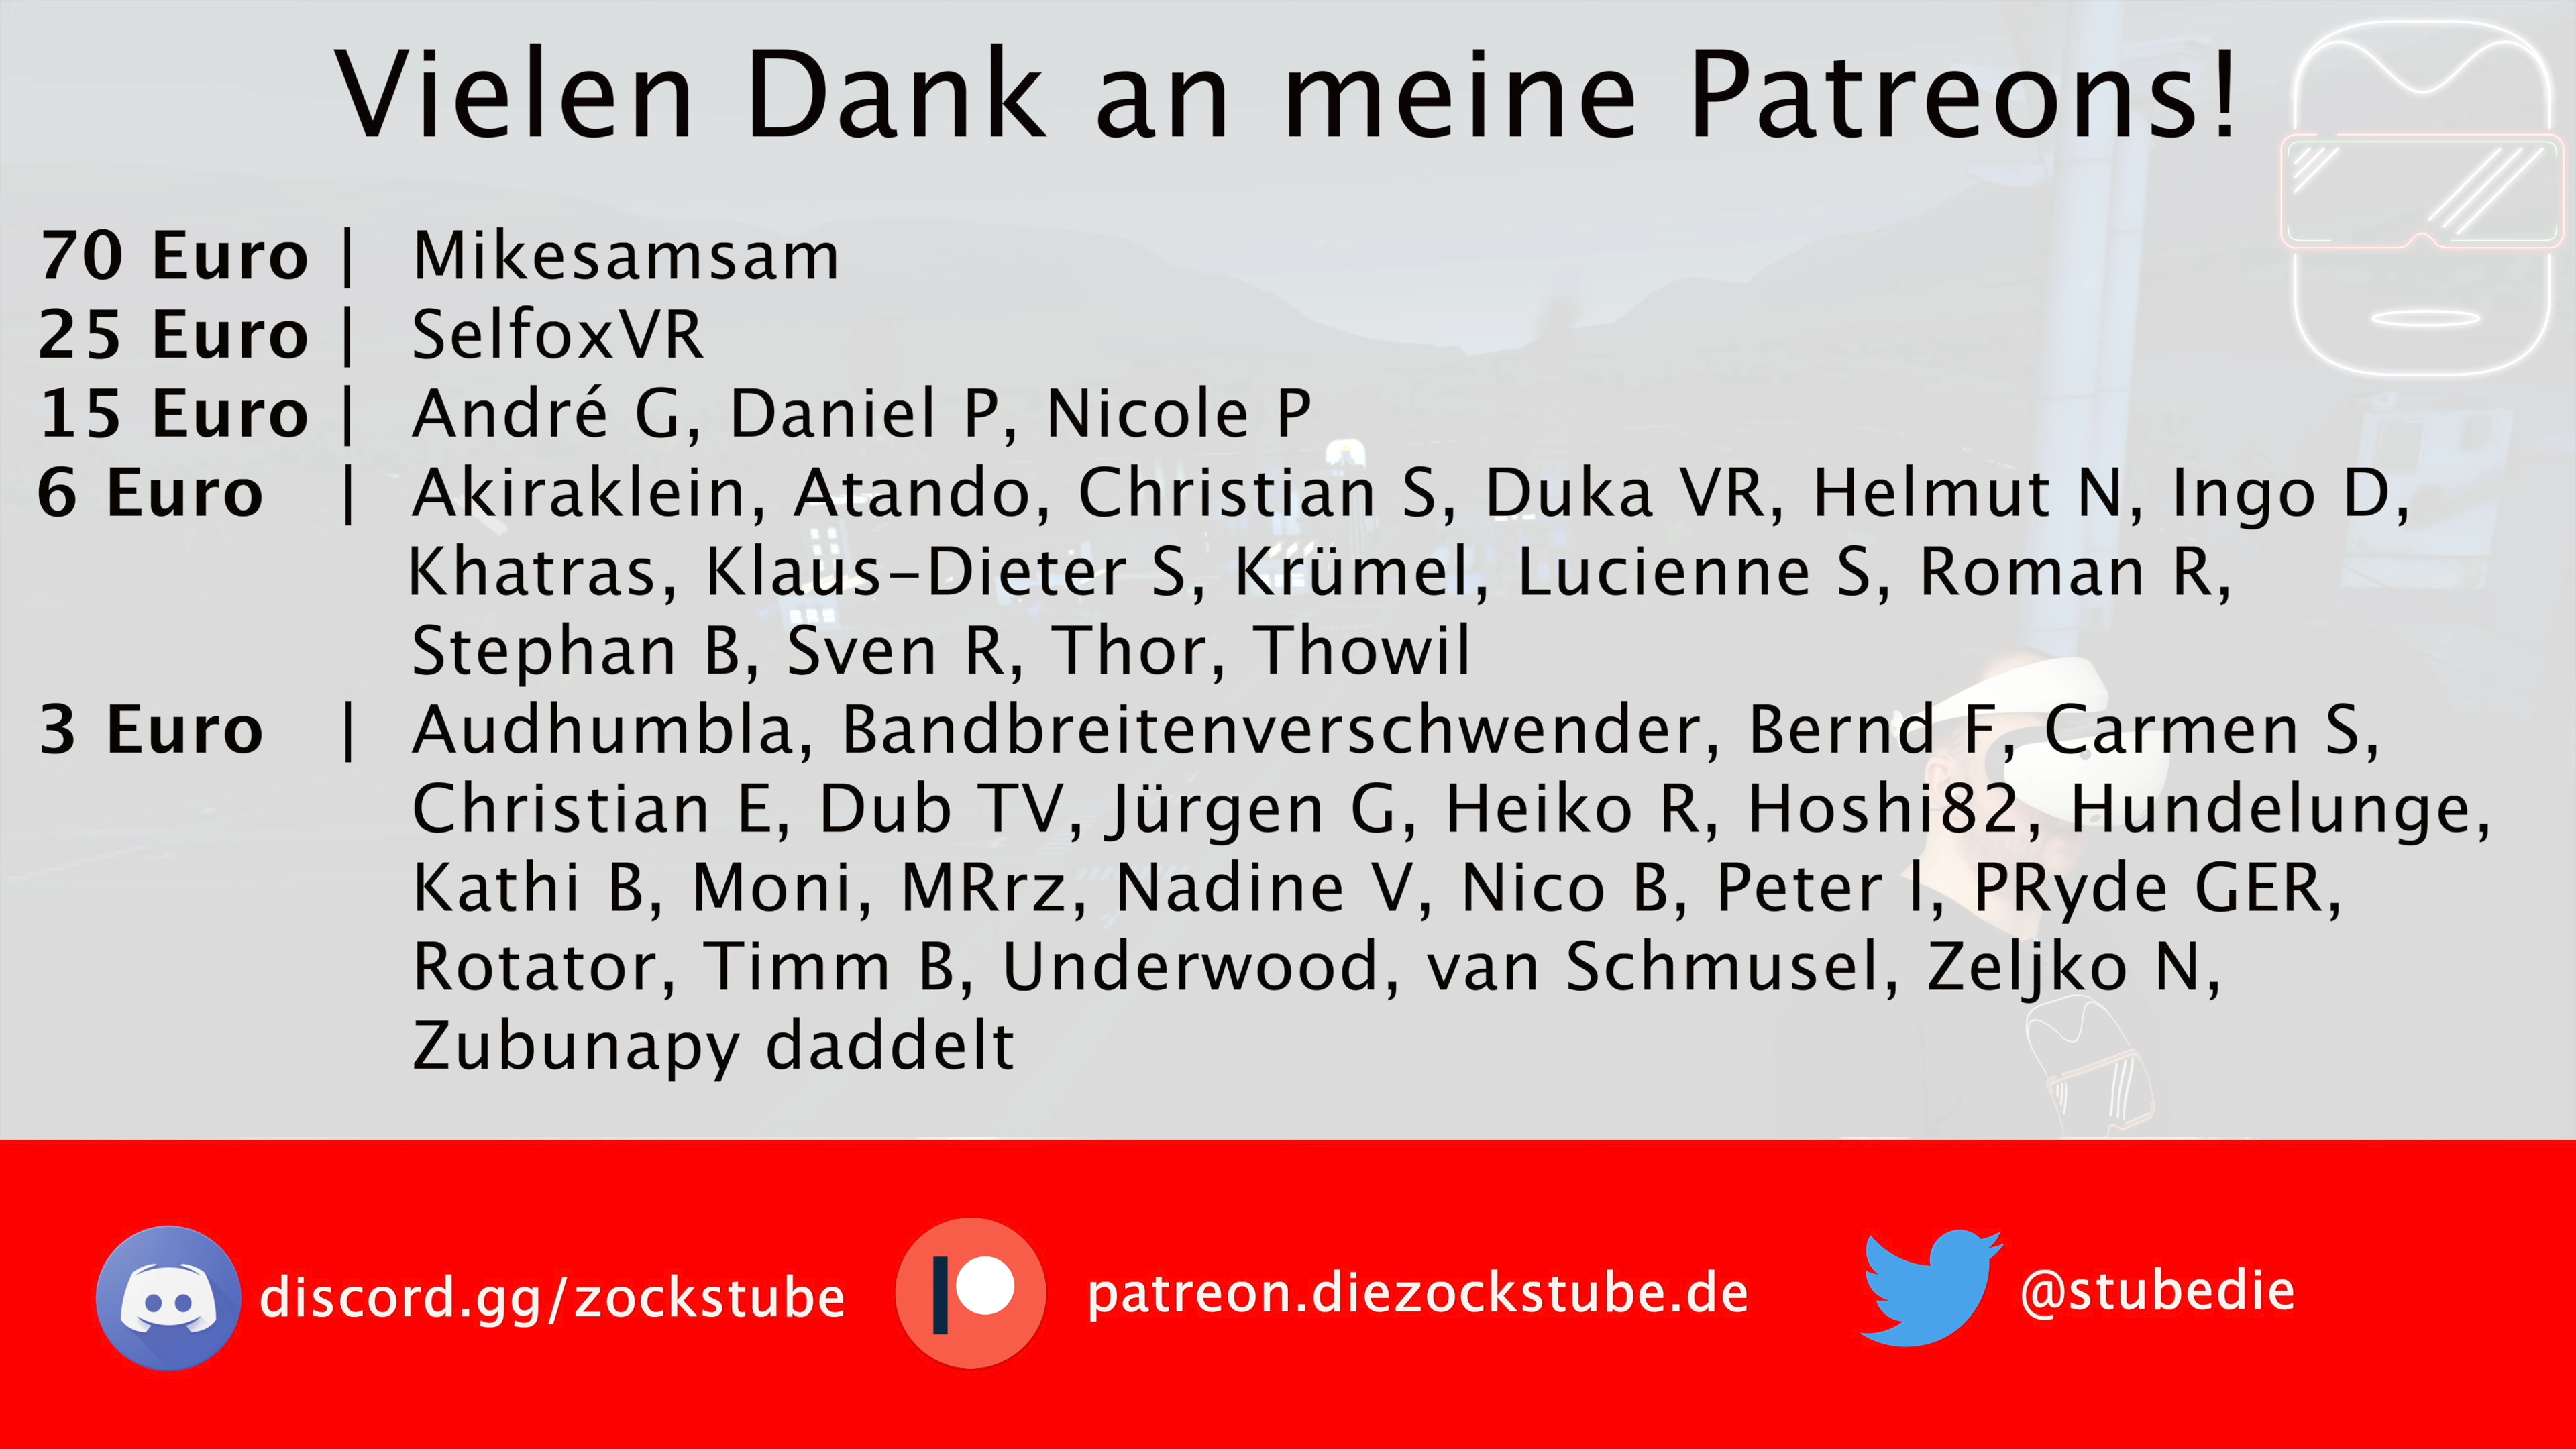 Vielen Dank an meine Patreons!
70 Euro | Mikesamsam
25 Euro | SelfoxVR
15 Euro | André G, Daniel P, Nicole P
6 Euro | Akiraklein, Atando, Christian S, Duka VR, Helmut N, Ingo D,
Khatras, Klaus-Dieter S, Krümel, Lucienne S, Roman R,
Stephan B, Sven R, Thor, Thowil
3 Euro | Audhumbla, Bandbreitenverschwender, Bernd F, Carmen S,
Christian E, Dub TV, Jürgen G, Heiko R, Hoshi82, Hundelunge,
Kathi B, Moni, MRrz, Nadine V, Nico B, Peter I, PRyde GER,
Rotator, Timm B, Underwood, van Schmusel, Zeljko N,
Zubunapy daddelt
discord.gg/zockstube patreon.diezockstube.de @stubedie